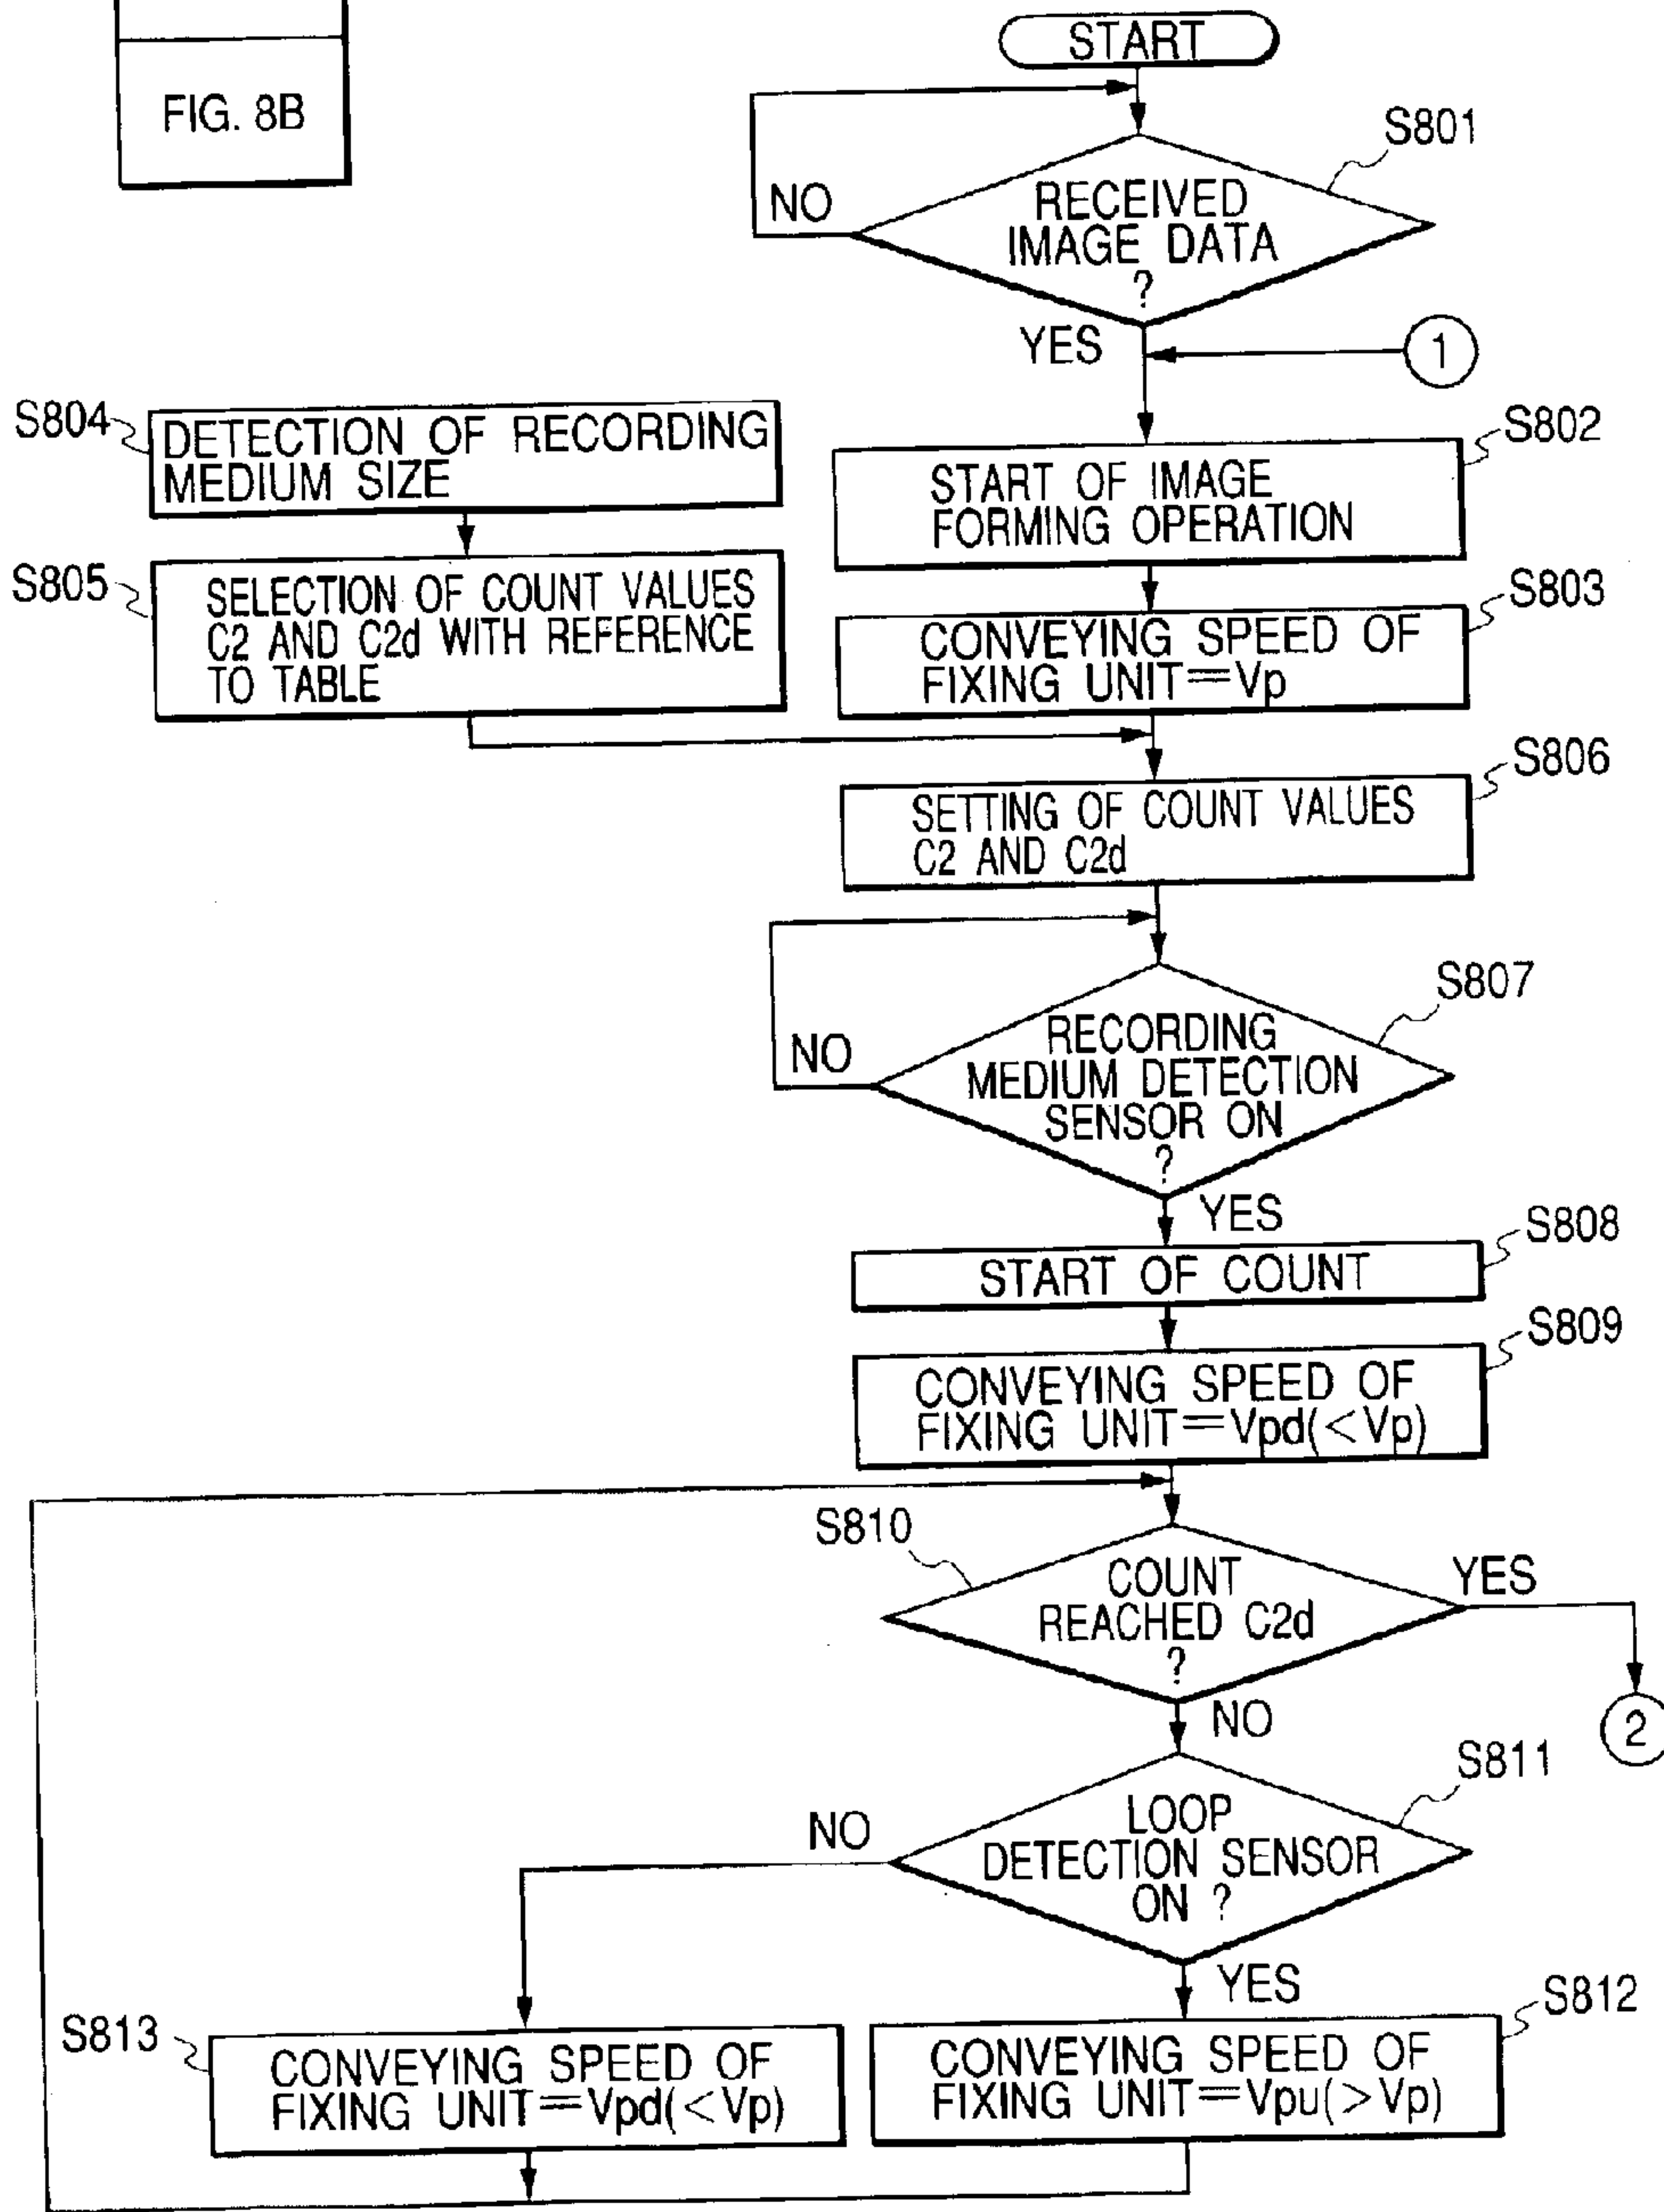 FIG. 8B
START
S801
RECEIVED
IMAGE DATA
?
NO
YES
1
S802
START OF IMAGE
FORMING OPERATION
S803
CONVEYING SPEED OF
FIXING UNIT=Vp
S804
DETECTION OF RECORDING
MEDIUM SIZE
S805
SELECTION OF COUNT VALUES
C2 AND C2d WITH REFERENCE
TO TABLE
S806
SETTING OF COUNT VALUES
C2 AND C2d
S807
RECORDING
MEDIUM DETECTION
SENSOR ON
?
NO
YES
S808
START OF COUNT
S809
CONVEYING SPEED OF
FIXING UNIT=Vpd(<Vp)
S810
COUNT
REACHED C2d
?
YES
2
NO
S811
LOOP
DETECTION SENSOR
ON ?
NO
YES
S812
CONVEYING SPEED OF
FIXING UNIT=Vpu(>Vp)
S813
CONVEYING SPEED OF
FIXING UNIT=Vpd(<Vp)